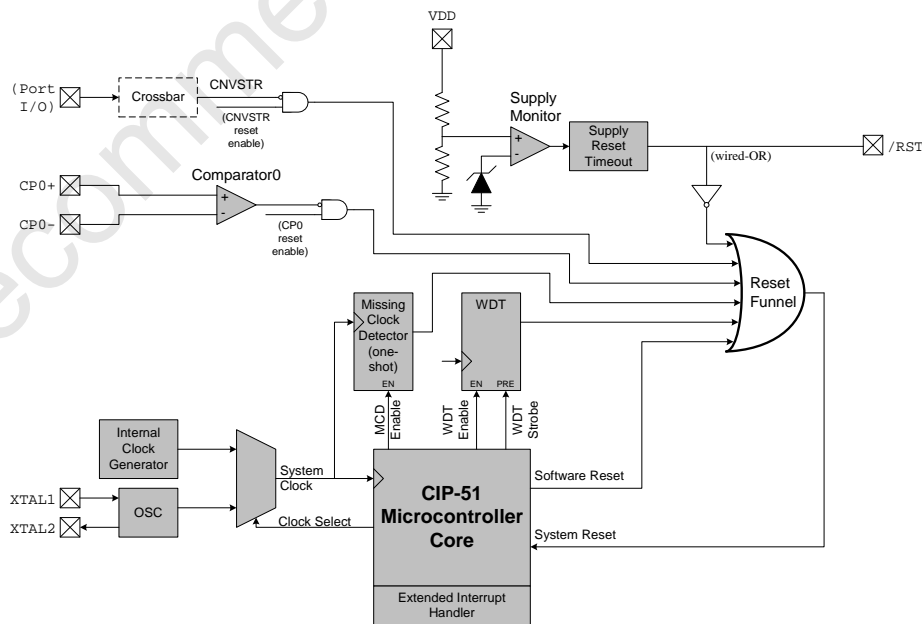 VDD
(Port
I/O)
Crossbar
CNVSTR
(CNVSTR
reset
enable)
Supply
Monitor
+
-
Supply
Reset
Timeout
(wired-OR)
/RST
CP0+
CP0-
Comparator0
+
-
(CP0
reset
enable)
Reset
Funnel
Missing
Clock
Detector
(one-
shot)
EN
WDT
EN
PRE
MCD
Enable
WDT
Enable
WDT
Strobe
Internal
Clock
Generator
System
Clock
XTAL1
XTAL2
OSC
Clock Select
CIP-51
Microcontroller
Core
Software Reset
System Reset
Extended Interrupt
Handler